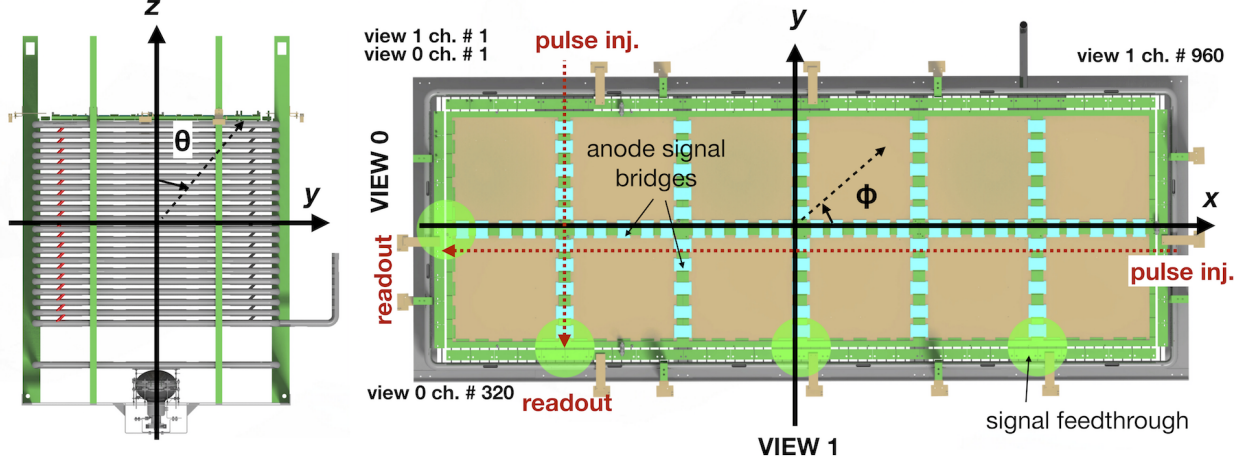 z
θ
y
view 1 ch. # 1
view 0 ch. # 1
pulse inj.
y
view 1 ch. # 960
VIEW 0
anode signal
bridges
ϕ
x
readout
pulse inj.
view 0 ch. # 320
readout
signal feedthrough
VIEW 1